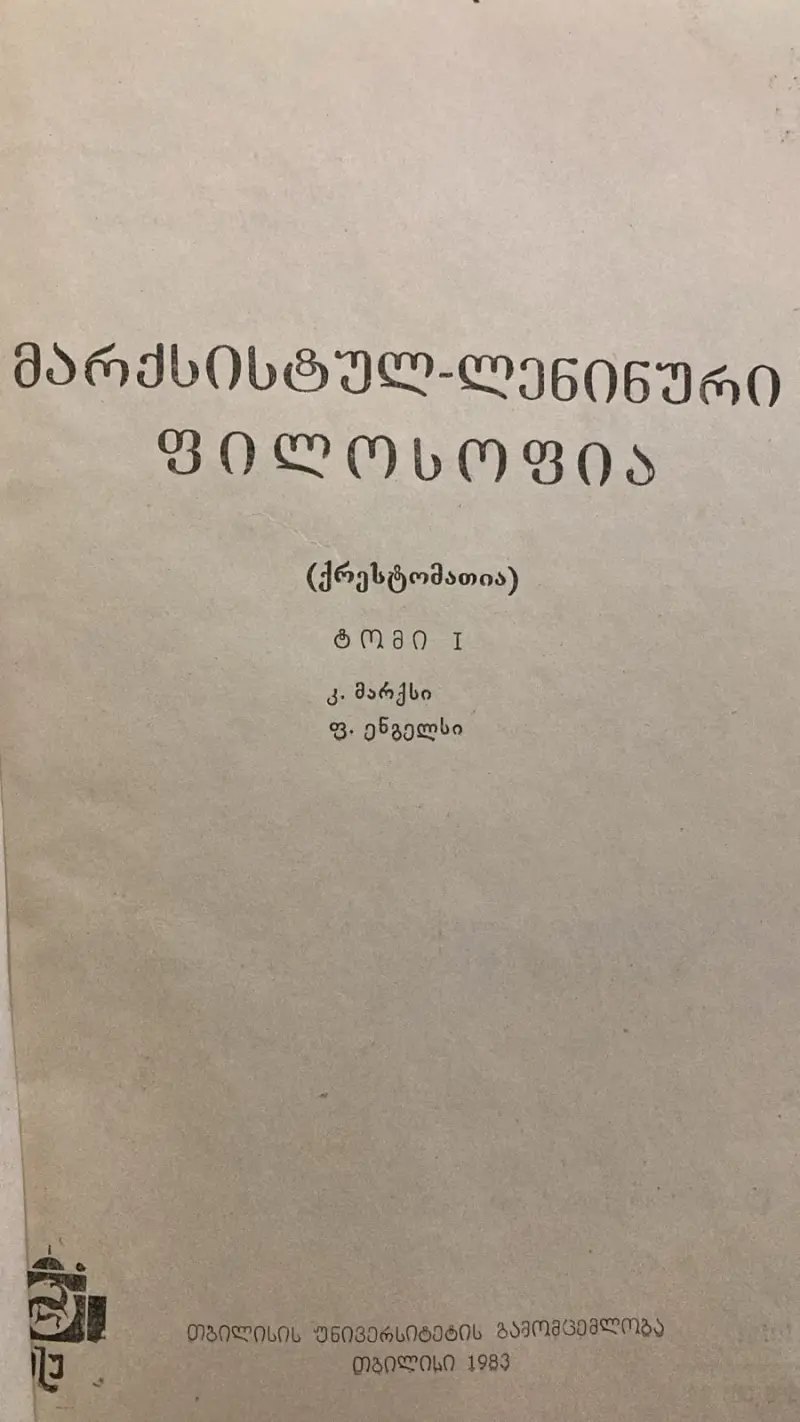 მარქსისტულ-ლენინური
ფილოსოფია
(ქრესტომათია)
ტომი I
კ. მარქსი
ფ. ენგელსი
თბილისის უნივერსიტეტის გამომცემლობა
თბილისი 1983